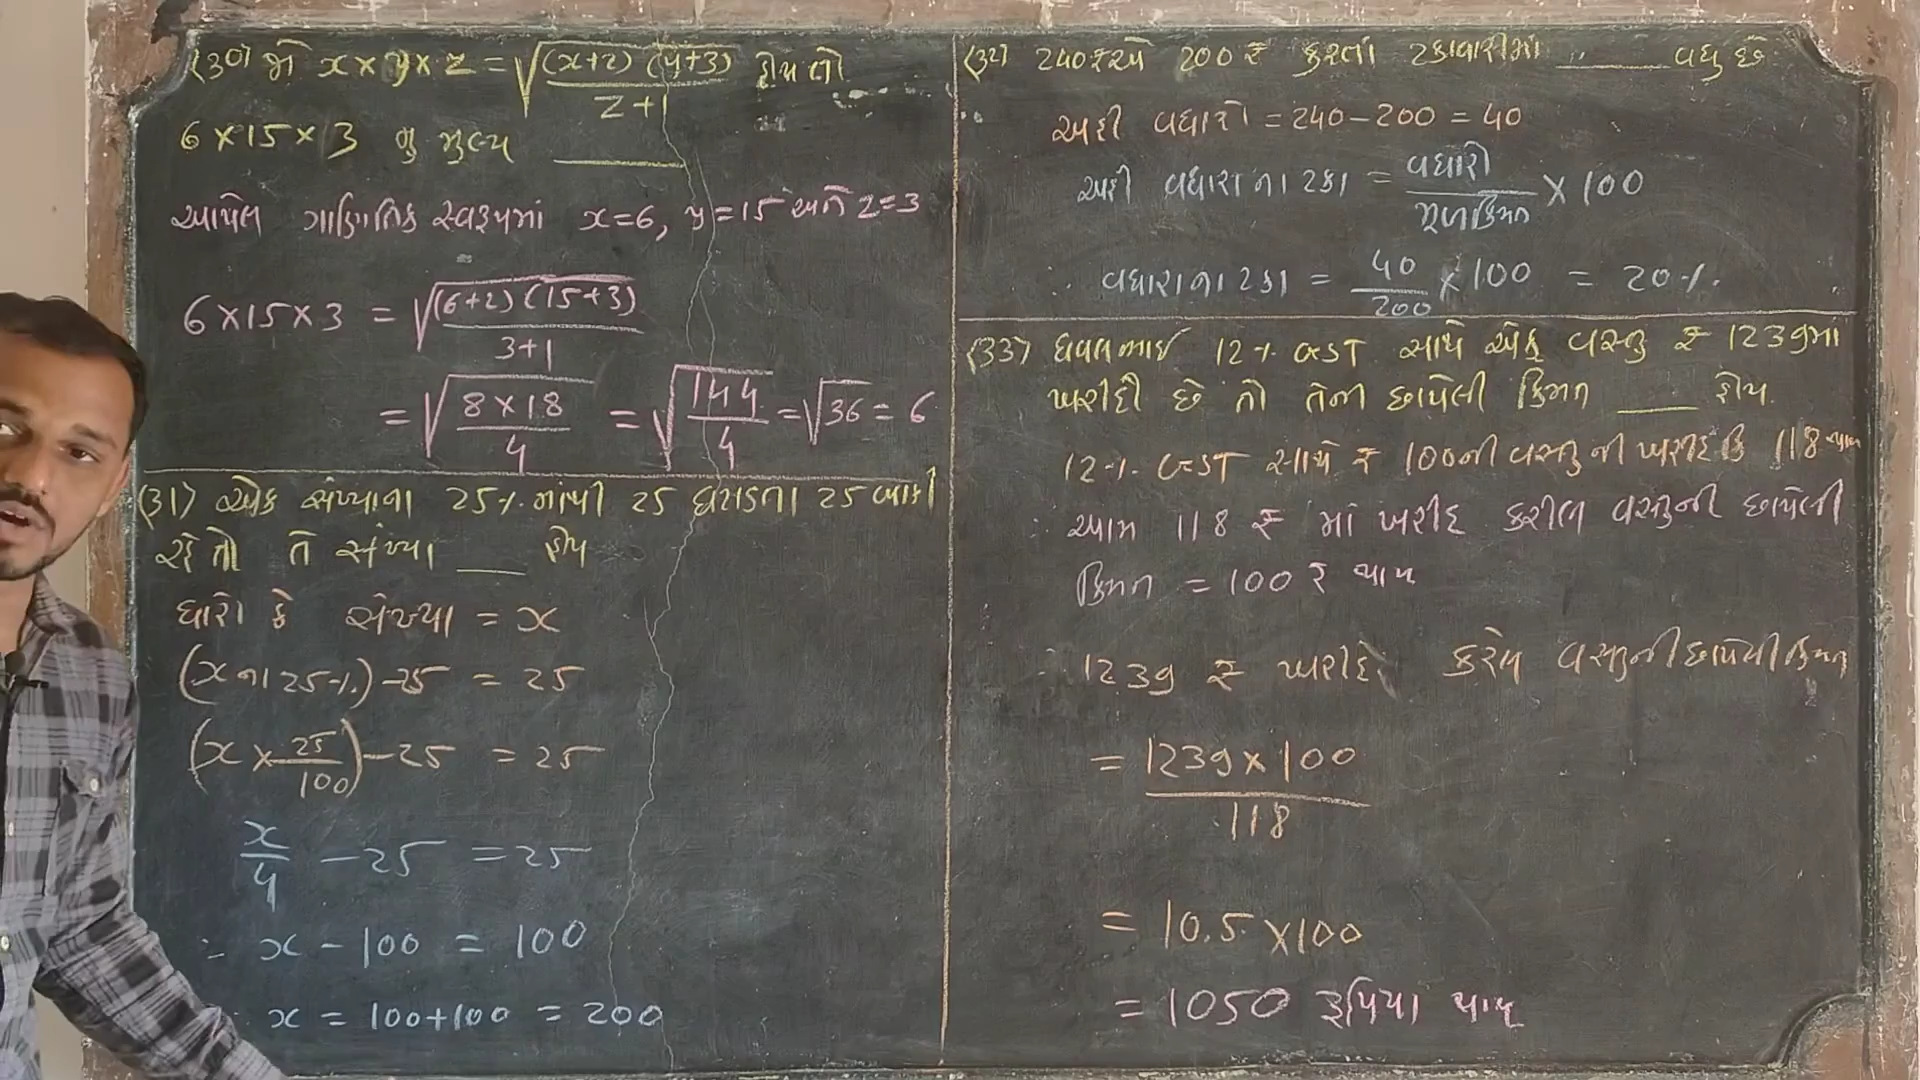 (30) જો x × y × z = √((x+2) (y+3) / z+1) હોય તો
6 × 15 × 3 નુ મુલ્ય ______
આપેલ ગાણિતિક સ્વરૂપમાં x=6, y=15 અને z=3
6 × 15 × 3 = √((6+2) (15+3) / 3+1)
= √(8 × 18 / 4) = √(144 / 4) = √36 = 6
(31) એક સંખ્યાના 25% માંથી 25 ઘટાડતા 25 બાકી
રહે તો તે સંખ્યા ____ હોય
ધારો કે સંખ્યા = x
(x ના 25%) - 25 = 25
(x × 25/100) - 25 = 25
x/4 - 25 = 25
∴ x - 100 = 100
∴ x = 100+100 = 200
(32) 240 ₹ એ 200 ₹ કરતાં ટકાવારીમાં ______ વધુ છે
અહી વધારો = 240 - 200 = 40
અહી વધારાના ટકા = વધારો / મૂળકિંમત × 100
∴ વધારાના ટકા = 40/200 × 100 = 20%
(33) ધવલભાઈ 12% GST સાથે એક વસ્તુ ₹ 1239માં
ખરીદી છે તો તેની છાપેલી કિંમત ____ હોય.
12% GST સાથે ₹ 100ની વસ્તુની ખરીદ કિં 118 થાય
∴ આમ 118 ₹ માં ખરીદ કરીલ વસ્તુની છાપેલી
કિંમત = 100 ₹ થાય
∴ 1239 ₹ ખરીદ કરેલ વસ્તુની છાપેલી કિંમત
= 1239 × 100 / 118
= 10.5 × 100
= 1050 રૂપિયા થાય